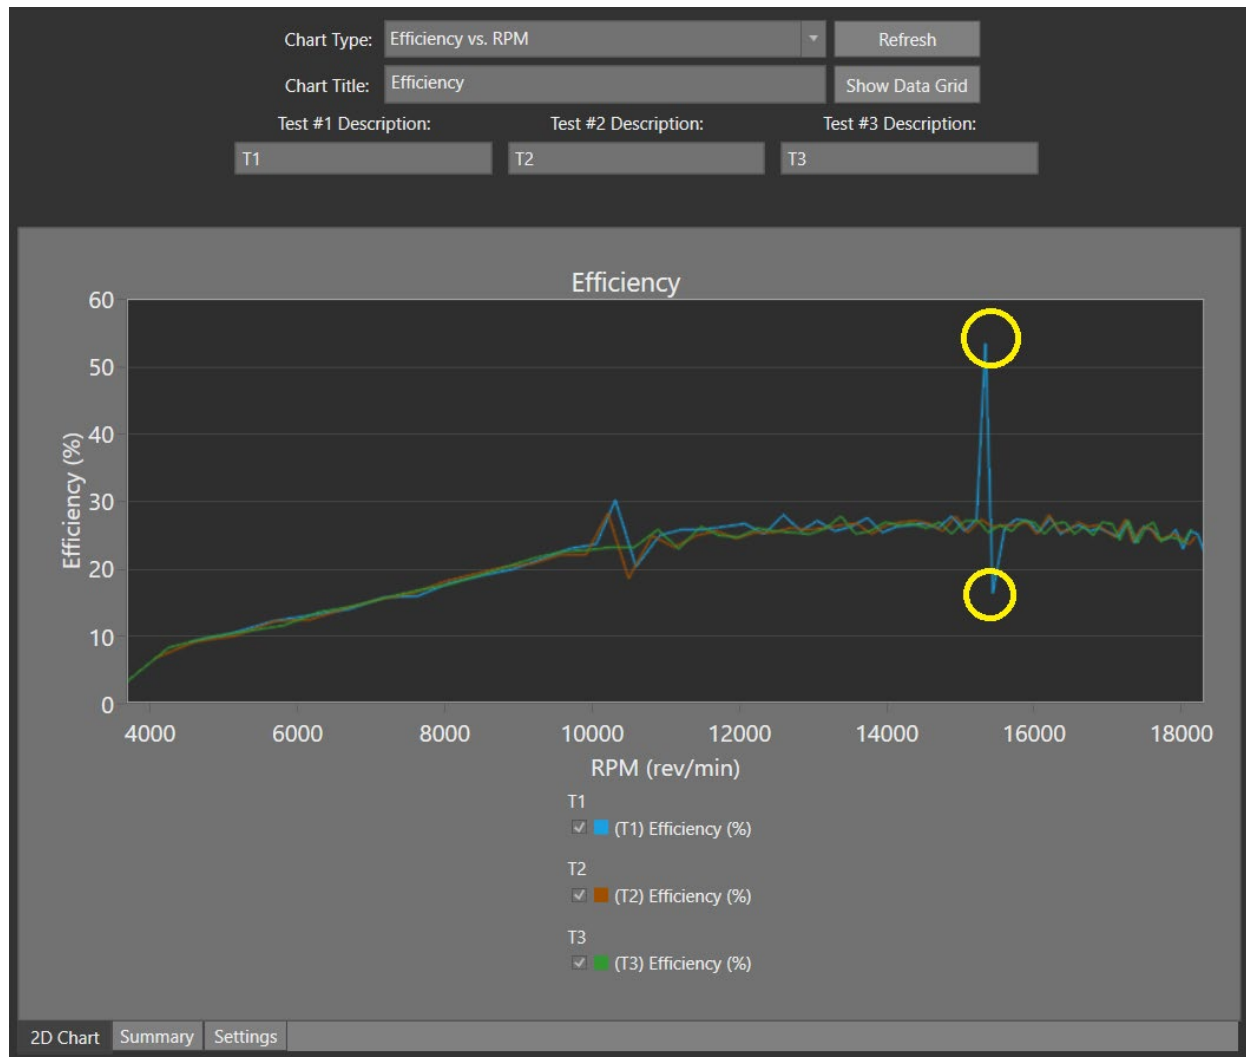 Chart Type: Efficiency vs. RPM Refresh
Chart Title: Efficiency Show Data Grid
Test #1 Description: Test #2 Description: Test #3 Description:
T1 T2 T3
Efficiency
60
50
40
30
20
10
0
Efficiency (%)
4000 6000 8000 10000 12000 14000 16000 18000
RPM (rev/min)
T1
(T1) Efficiency (%)
T2
(T2) Efficiency (%)
T3
(T3) Efficiency (%)
2D Chart Summary Settings